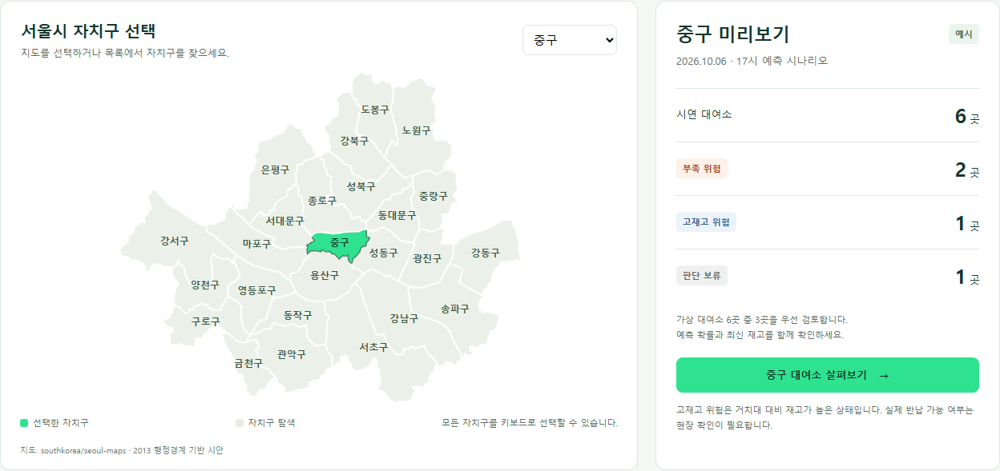 서울시 자치구 선택
지도를 선택하거나 목록에서 자치구를 찾으세요.
중구
도봉구
노원구
강북구
은평구
성북구
중랑구
종로구
동대문구
서대문구
강서구
마포구
중구
성동구
광진구
강동구
용산구
양천구
영등포구
송파구
동작구
강남구
구로구
서초구
관악구
금천구
선택한 자치구
자치구 탐색
모든 자치구를 키보드로 선택할 수 있습니다.
지도: southkorea/seoul-maps · 2013 행정경계 기반 시안
중구 미리보기
예시
2026.10.06 · 17시 예측 시나리오
시연 대여소
6 곳
부족 위험
2 곳
고재고 위험
1 곳
판단 보류
1 곳
가상 대여소 6곳 중 3곳을 우선 검토합니다.
예측 확률과 최신 재고를 함께 확인하세요.
중구 대여소 살펴보기 →
고재고 위험은 거치대 대비 재고가 높은 상태입니다. 실제 반납 가능 여부는
현장 확인이 필요합니다.